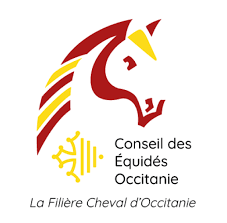 Conseil des
Équidés
Occitanie
La Filière Cheval d'Occitanie